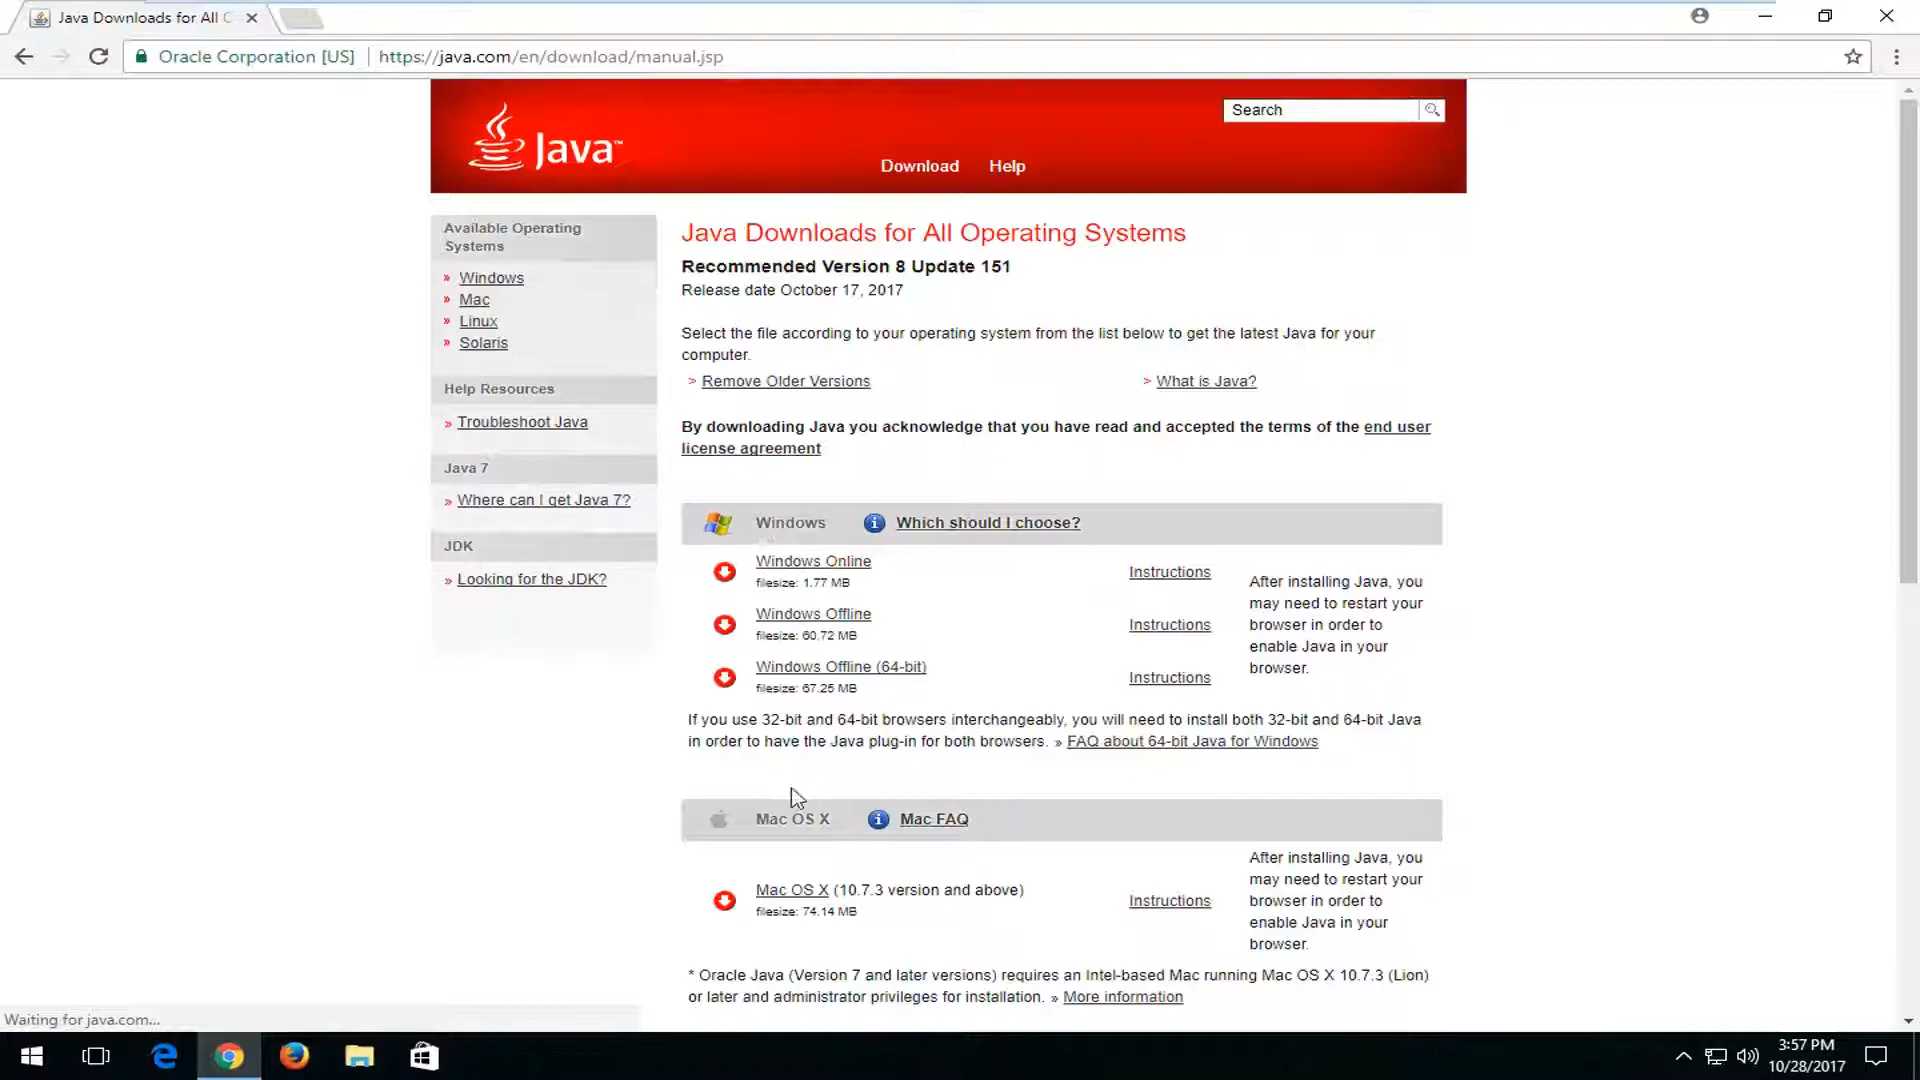 Java Downloads for All C
Oracle Corporation [US]
https://java.com/en/download/manual.jsp
Java™
Search
Download
Help
Available Operating
Systems
» Windows
» Mac
» Linux
» Solaris
Help Resources
» Troubleshoot Java
Java 7
» Where can I get Java 7?
JDK
» Looking for the JDK?
Java Downloads for All Operating Systems
Recommended Version 8 Update 151
Release date October 17, 2017
Select the file according to your operating system from the list below to get the latest Java for your
computer.
> Remove Older Versions
> What is Java?
By downloading Java you acknowledge that you have read and accepted the terms of the end user
license agreement
Windows
Which should I choose?
Windows Online
filesize: 1.77 MB
Instructions
Windows Offline
filesize: 60.72 MB
Instructions
Windows Offline (64-bit)
filesize: 67.25 MB
Instructions
After installing Java, you
may need to restart your
browser in order to
enable Java in your
browser.
If you use 32-bit and 64-bit browsers interchangeably, you will need to install both 32-bit and 64-bit Java
in order to have the Java plug-in for both browsers. » FAQ about 64-bit Java for Windows
Mac OS X
Mac FAQ
Mac OS X (10.7.3 version and above)
filesize: 74.14 MB
Instructions
After installing Java, you
may need to restart your
browser in order to
enable Java in your
browser.
* Oracle Java (Version 7 and later versions) requires an Intel-based Mac running Mac OS X 10.7.3 (Lion)
or later and administrator privileges for installation. » More information
Waiting for java.com...
3:57 PM
10/28/2017